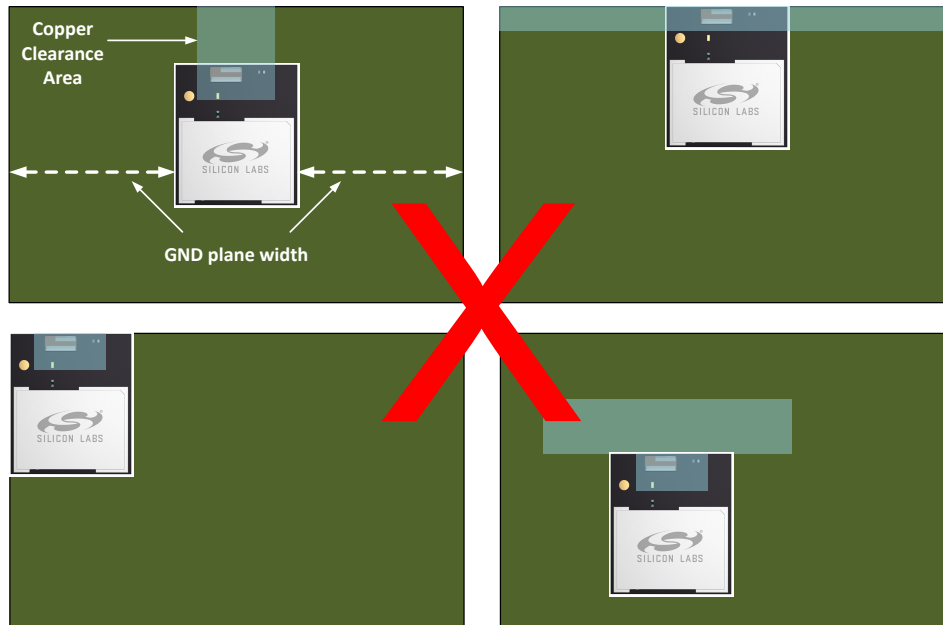 Copper
Clearance
Area
SILICON LABS
GND plane width
SILICON LABS
SILICON LABS
SILICON LABS